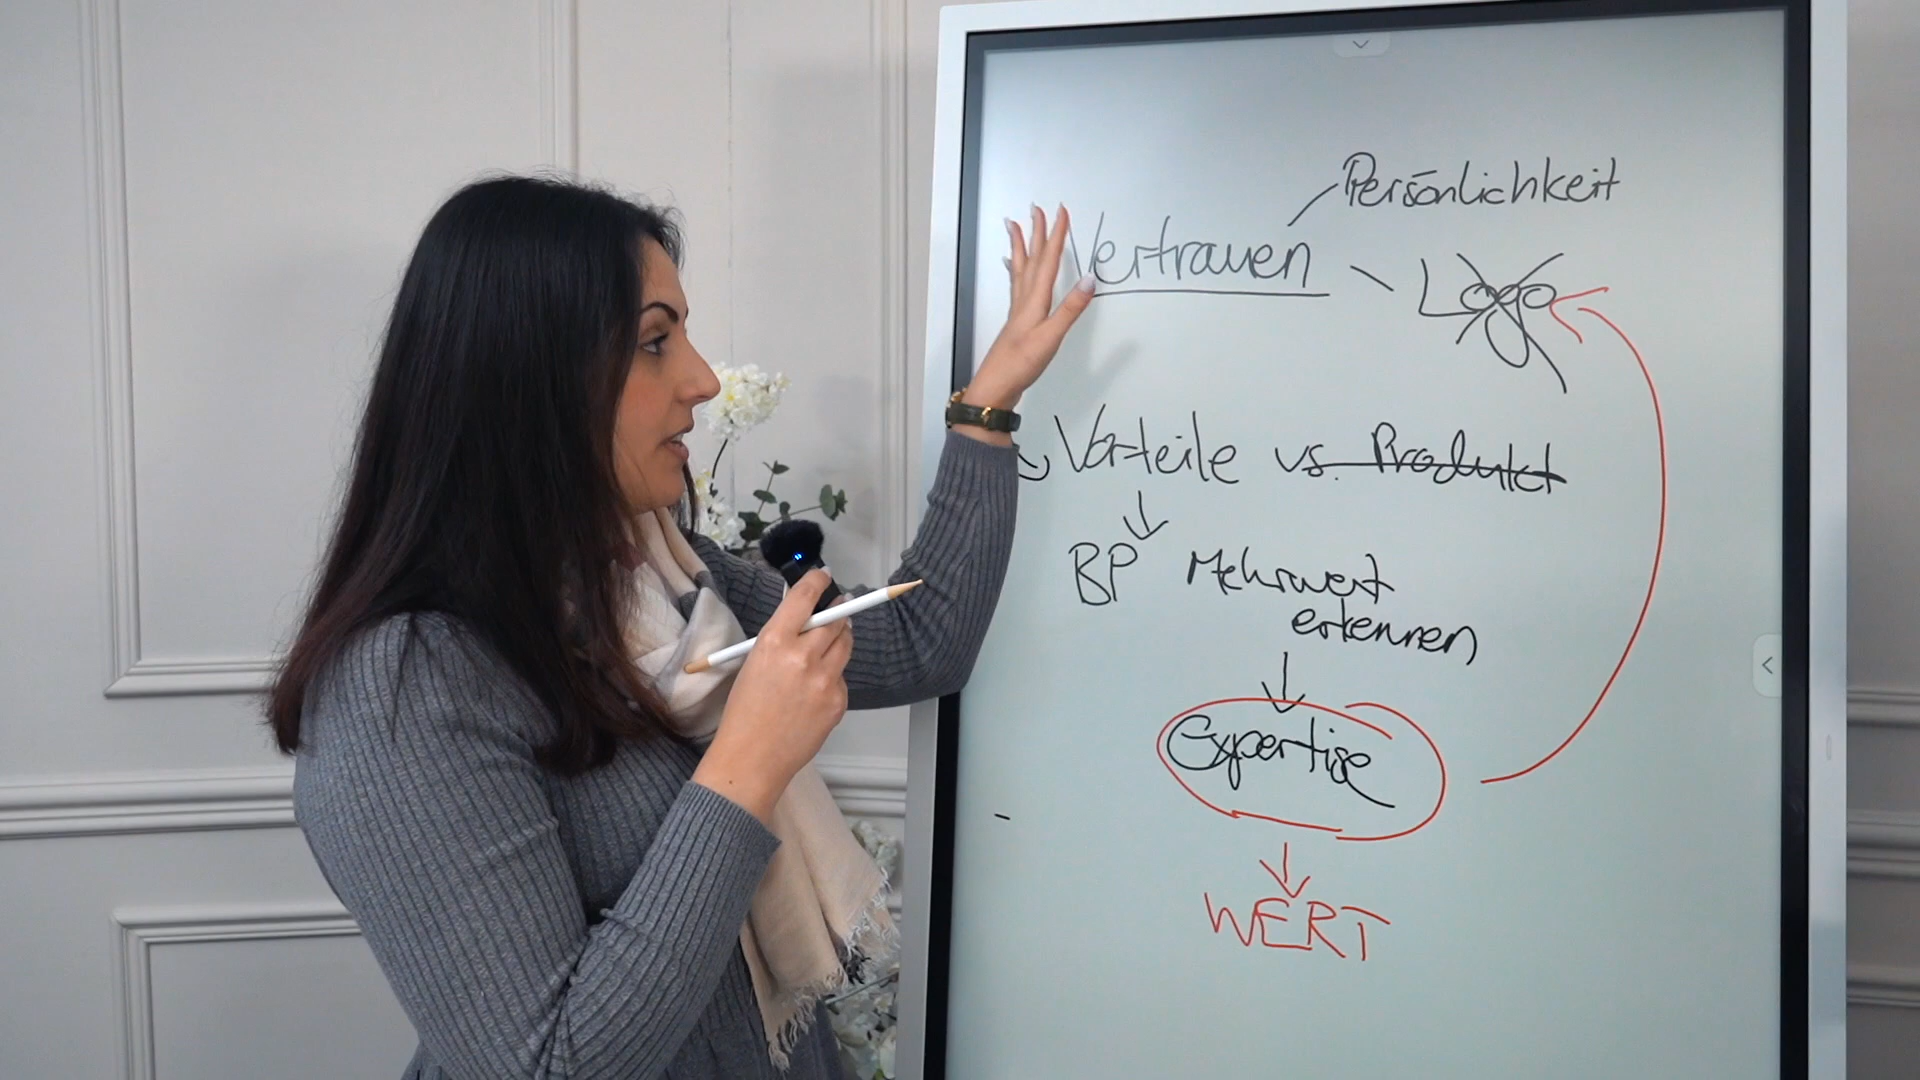 Persönlichkeit
Vertrauen
Logo
Vorteile vs. Produkt
BP Mehrwert
erkennen
Expertise
WERT